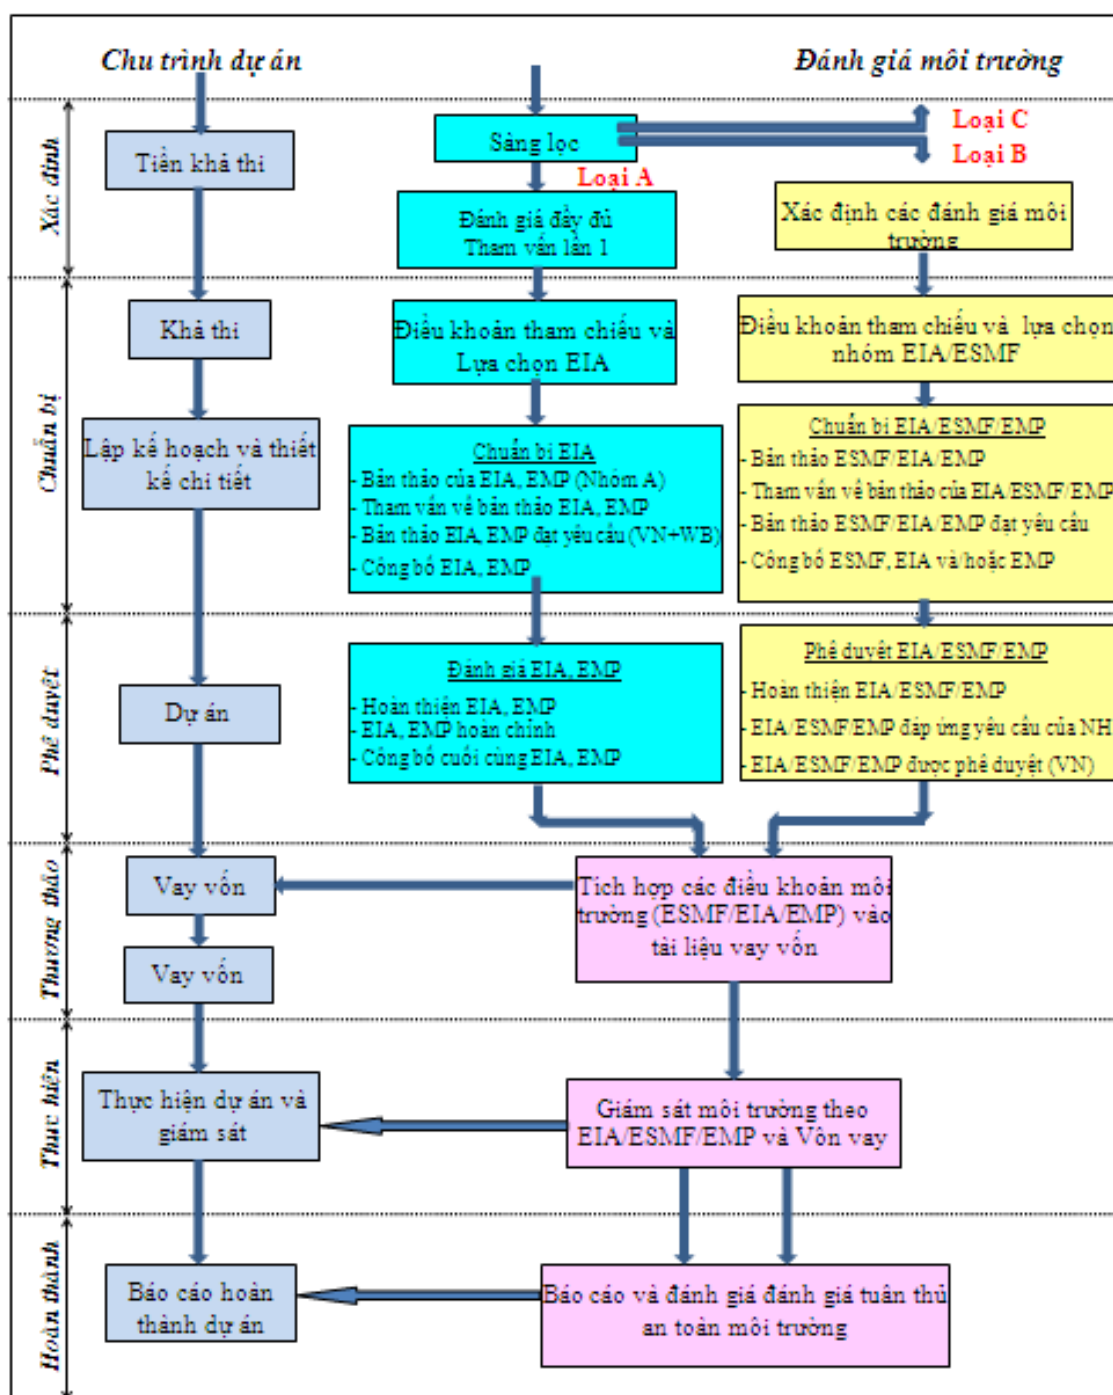 Chu trình dự án
Đánh giá môi trường
Xác định
Tiền khả thi
Sàng lọc
Loại C
Loại B
Loại A
Đánh giá đầy đủ
Tham vấn lần 1
Xác định các đánh giá môi
trường
Chuẩn bị
Khả thi
Điều khoản tham chiếu và
Lựa chọn EIA
Điều khoản tham chiếu và lựa chọn
nhóm EIA/ESMF
Lập kế hoạch và thiết
kế chi tiết
Chuẩn bi EIA
- Bản thảo của EIA, EMP (Nhóm A)
- Tham vấn về bản thảo EIA, EMP
- Bản thảo EIA, EMP đạt yêu cầu (VN+WB)
- Công bố EIA, EMP
Chuẩn bi EIA/ESMF/EMP
- Bản thảo ESMF/EIA/EMP
- Tham vấn về bản thảo của EIA/ESMF/EMP
- Bản thảo ESMF/EIA/EMP đạt yêu cầu
- Công bố ESMF, EIA và/hoặc EMP
Phê duyệt
Dự án
Đánh giá EIA, EMP
- Hoàn thiện EIA, EMP
- EIA, EMP hoàn chỉnh
- Công bố cuối cùng EIA, EMP
Phê duyệt EIA/ESMF/EMP
- Hoàn thiện EIA/ESMF/EMP
- EIA/ESMF/EMP đáp ứng yêu cầu của NH
- EIA/ESMF/EMP được phê duyệt (VN)
Thương thảo
Vay vốn
Tích hợp các điều khoản môi
trường (ESMF/EIA/EMP) vào
tài liệu vay vốn
Vay vốn
Thực hiện
Thực hiện dự án và
giám sát
Giám sát môi trường theo
EIA/ESMF/EMP và Vôn vay
Hoàn thành
Báo cáo hoàn
thành dự án
Báo cáo và đánh giá đánh giá tuân thủ
an toàn môi trường